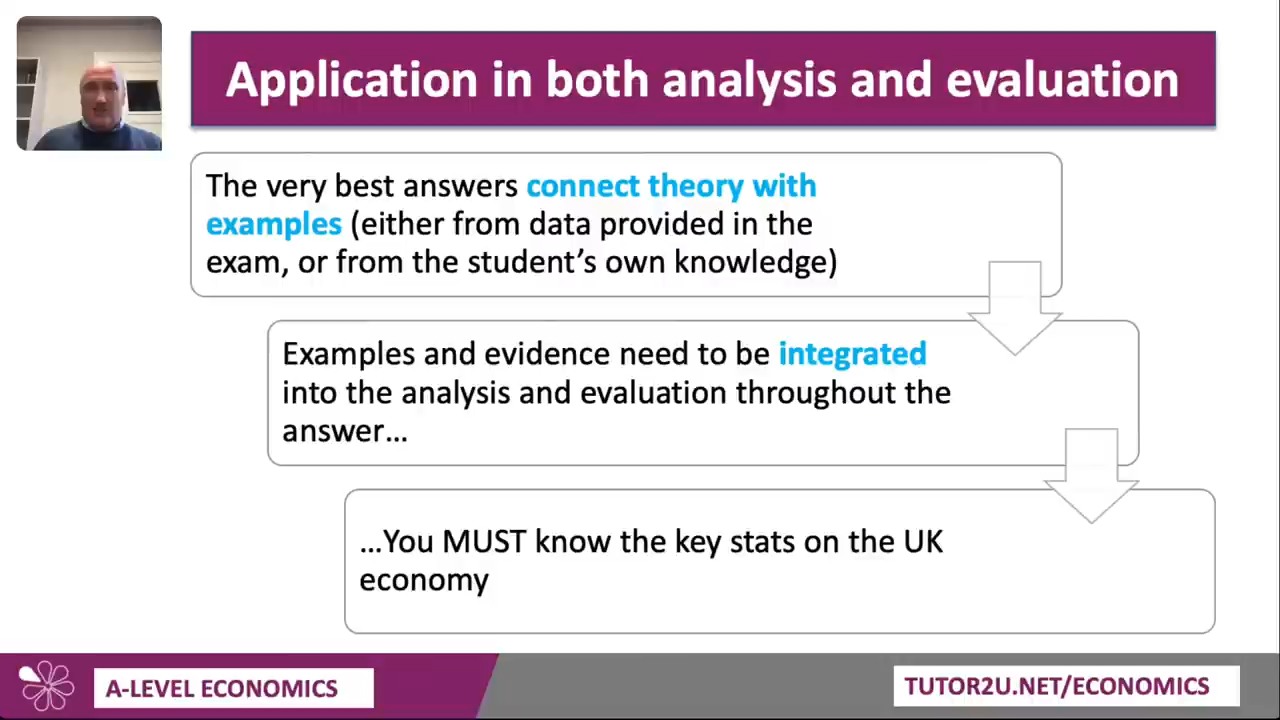 Application in both analysis and evaluation
The very best answers connect theory with
examples (either from data provided in the
exam, or from the student’s own knowledge)
Examples and evidence need to be integrated
into the analysis and evaluation throughout the
answer…
…You MUST know the key stats on the UK
economy
A-LEVEL ECONOMICS
TUTOR2U.NET/ECONOMICS